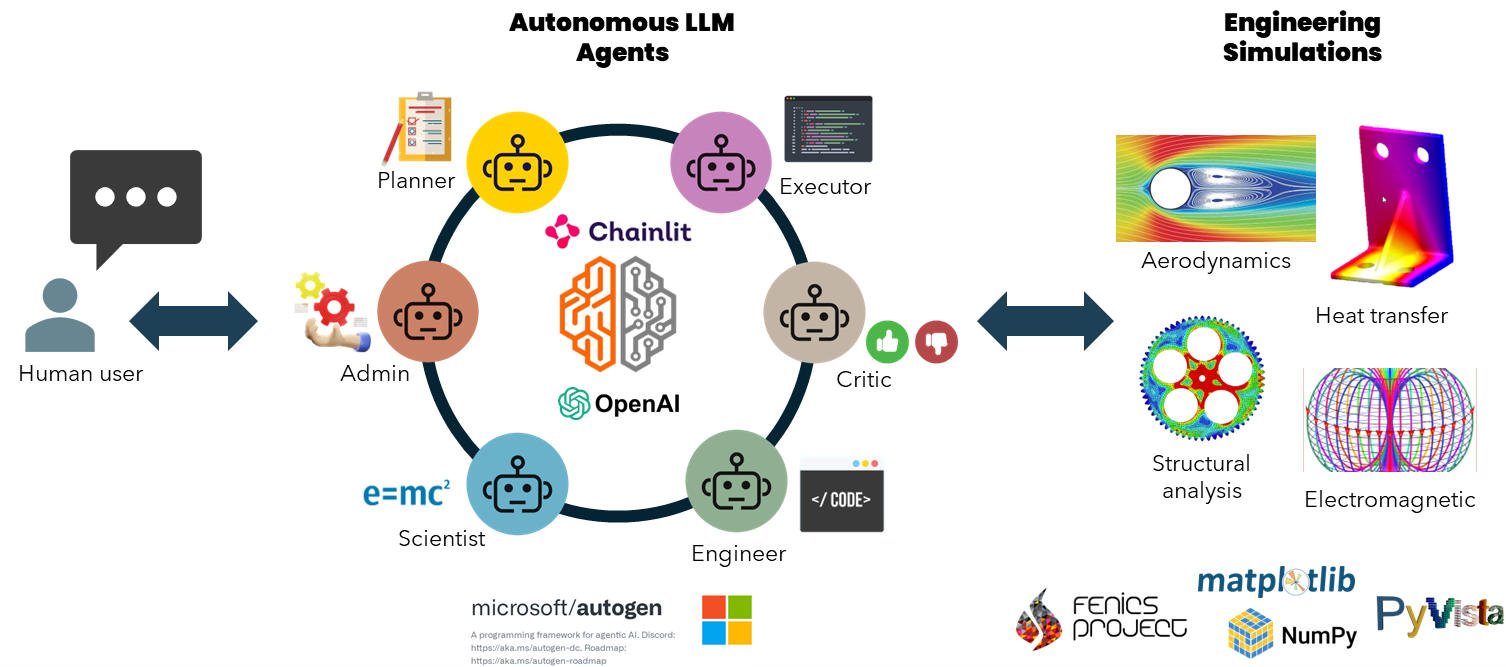 Autonomous LLM
Agents
Engineering
Simulations
Planner
Executor
Chainlit
Human user
Admin
OpenAI
Critic
e=mc²
Scientist
</ CODE>
Engineer
Aerodynamics
Heat transfer
Structural
analysis
Electromagnetic
microsoft/autogen
A programming framework for agentic AI. Discord:
https://aka.ms/autogen-dc. Roadmap:
https://aka.ms/autogen-roadmap
FENICS
PROJECT
matplotlib
NumPy
PyVista